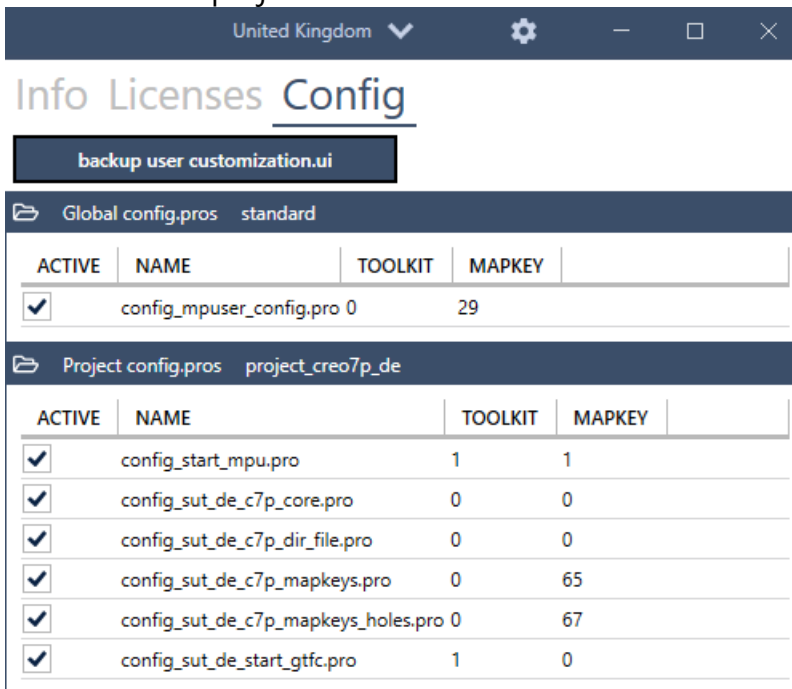 United Kingdom
Info Licenses Config
backup user customization.ui
Global config.pros standard
ACTIVE NAME TOOLKIT MAPKEY
config_mpuser_config.pro 0 29
Project config.pros project_creo7p_de
ACTIVE NAME TOOLKIT MAPKEY
config_start_mpu.pro 1 1
config_sut_de_c7p_core.pro 0 0
config_sut_de_c7p_dir_file.pro 0 0
config_sut_de_c7p_mapkeys.pro 0 65
config_sut_de_c7p_mapkeys_holes.pro 0 67
config_sut_de_start_gtfc.pro 1 0